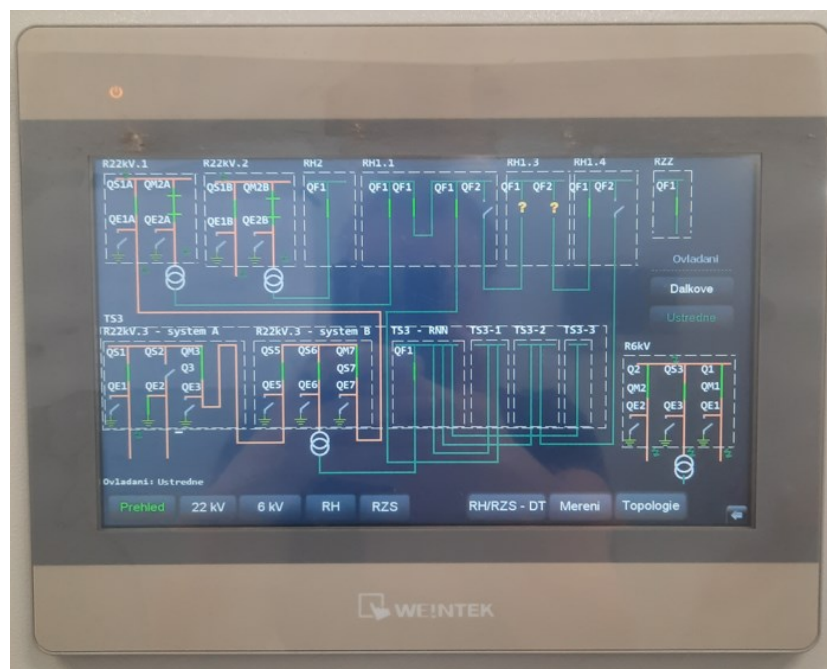 R22kV.1 R22kV.2 RH2 RH1.1 RH1.3 RH1.4 RZZ
QS1A QM2A QS1B QM2B QF1 QF1 QF1 QF1 QF2 QF1 QF2 QF1 QF2 QF1
? ?
QE1A QE2A QE1B QE2B
Ovladani
Dalkove
Ustredne
TS3
R22kV.3 - system A R22kV.3 - system B TS3 - RNN TS3-1 TS3-2 TS3-3
R6kV
QS1 QS2 QM3 QS5 QS6 QM7 QF1
Q3 QS7
Q2 QS3 Q1
QE1 QE2 QE3 QE5 QE6 QE7
QM2 QM1
QE2 QE3 QE1
Ovladani: Ustredne
Prehled 22 kV 6 kV RH RZS RH/RZS - DT Mereni Topologie
WEINTEK